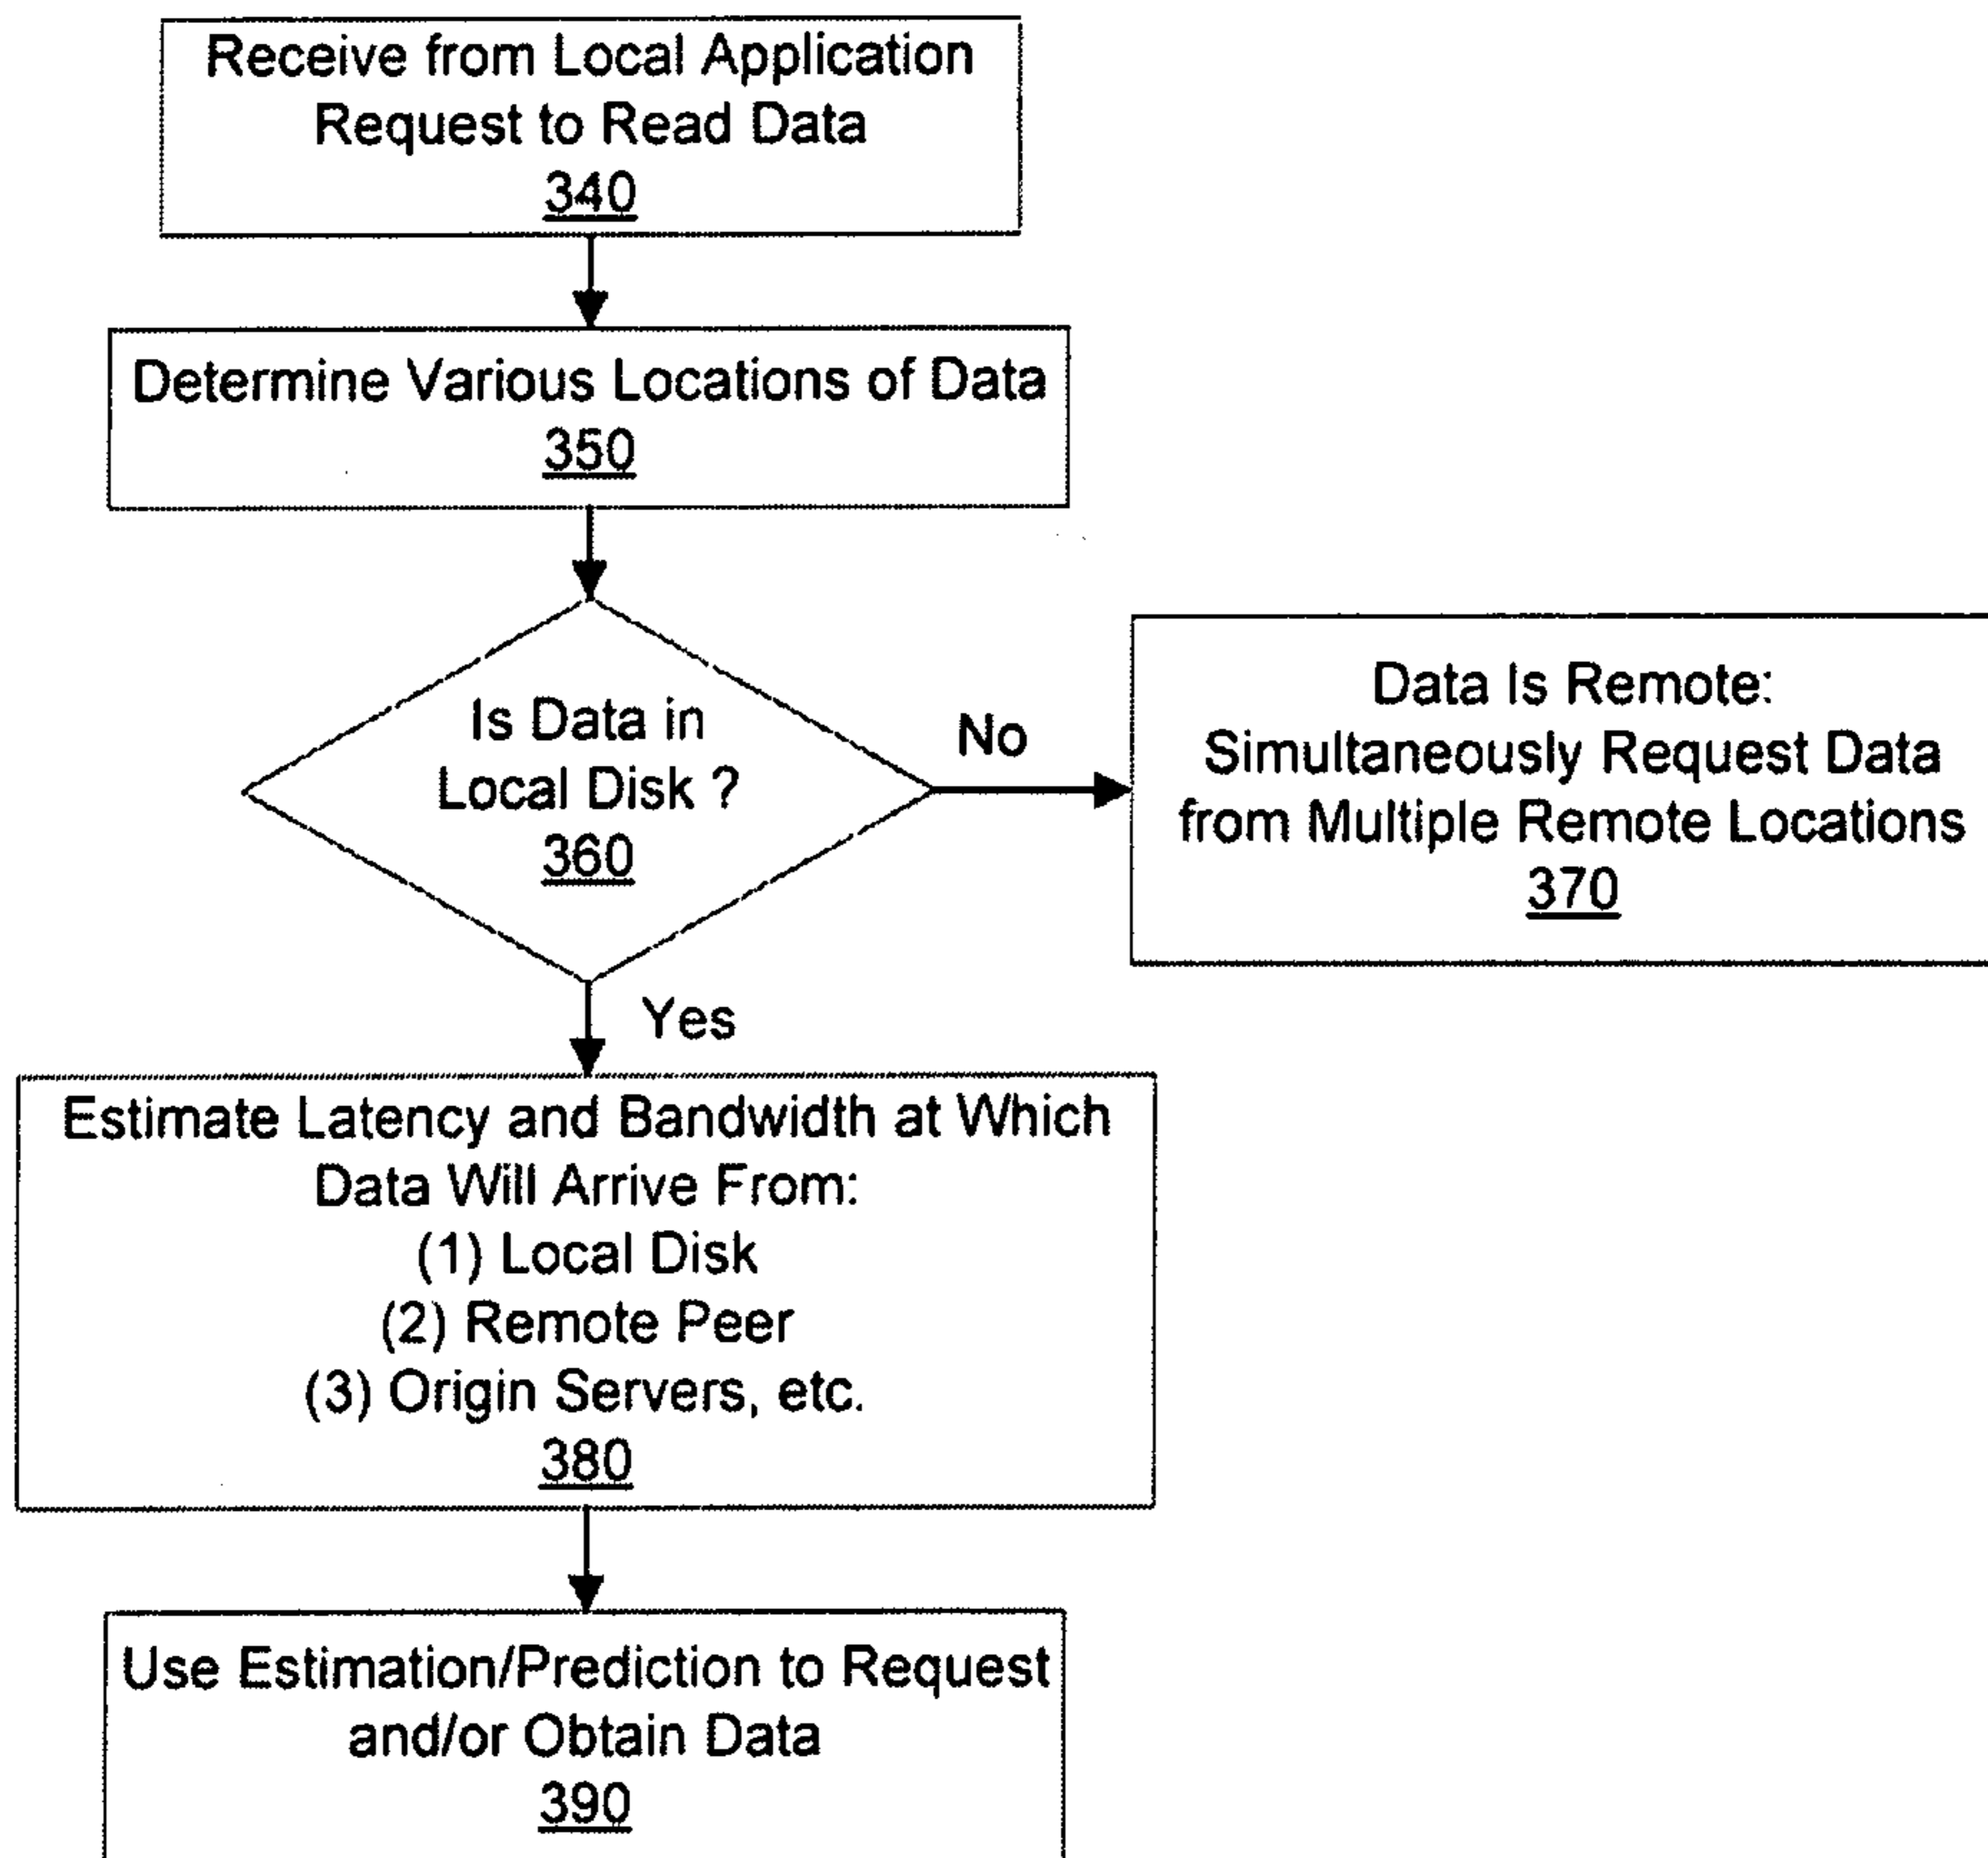 Receive from Local Application
Request to Read Data
340
Determine Various Locations of Data
350
Is Data in
Local Disk ?
360
No
Data Is Remote:
Simultaneously Request Data
from Multiple Remote Locations
370
Yes
Estimate Latency and Bandwidth at Which
Data Will Arrive From:
(1) Local Disk
(2) Remote Peer
(3) Origin Servers, etc.
380
Use Estimation/Prediction to Request
and/or Obtain Data
390